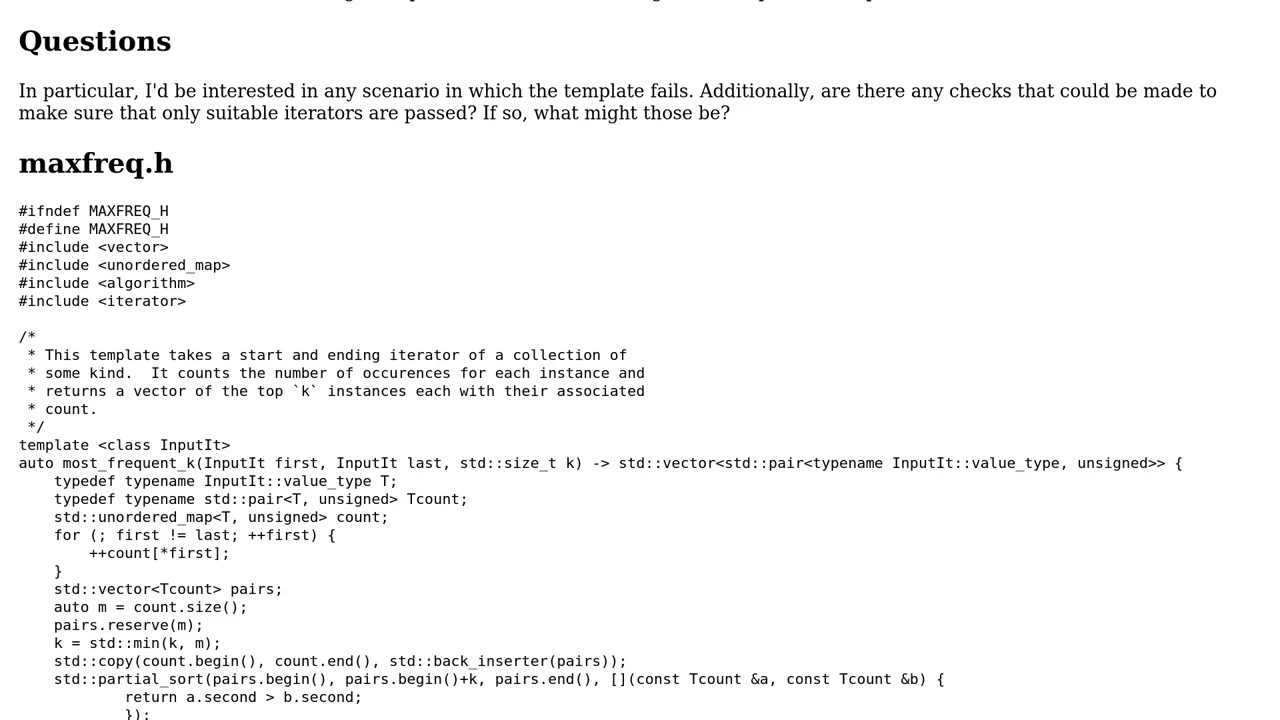 Questions
In particular, I'd be interested in any scenario in which the template fails. Additionally, are there any checks that could be made to
make sure that only suitable iterators are passed? If so, what might those be?
maxfreq.h
#ifndef MAXFREQ_H
#define MAXFREQ_H
#include <vector>
#include <unordered_map>
#include <algorithm>
#include <iterator>

/*
 * This template takes a start and ending iterator of a collection of
 * some kind.  It counts the number of occurences for each instance and
 * returns a vector of the top `k` instances each with their associated
 * count.
 */
template <class InputIt>
auto most_frequent_k(InputIt first, InputIt last, std::size_t k) -> std::vector<std::pair<typename InputIt::value_type, unsigned>> {
    typedef typename InputIt::value_type T;
    typedef typename std::pair<T, unsigned> Tcount;
    std::unordered_map<T, unsigned> count;
    for (; first != last; ++first) {
        ++count[*first];
    }
    std::vector<Tcount> pairs;
    auto m = count.size();
    pairs.reserve(m);
    k = std::min(k, m);
    std::copy(count.begin(), count.end(), std::back_inserter(pairs));
    std::partial_sort(pairs.begin(), pairs.begin()+k, pairs.end(), [](const Tcount &a, const Tcount &b) {
            return a.second > b.second;
            });